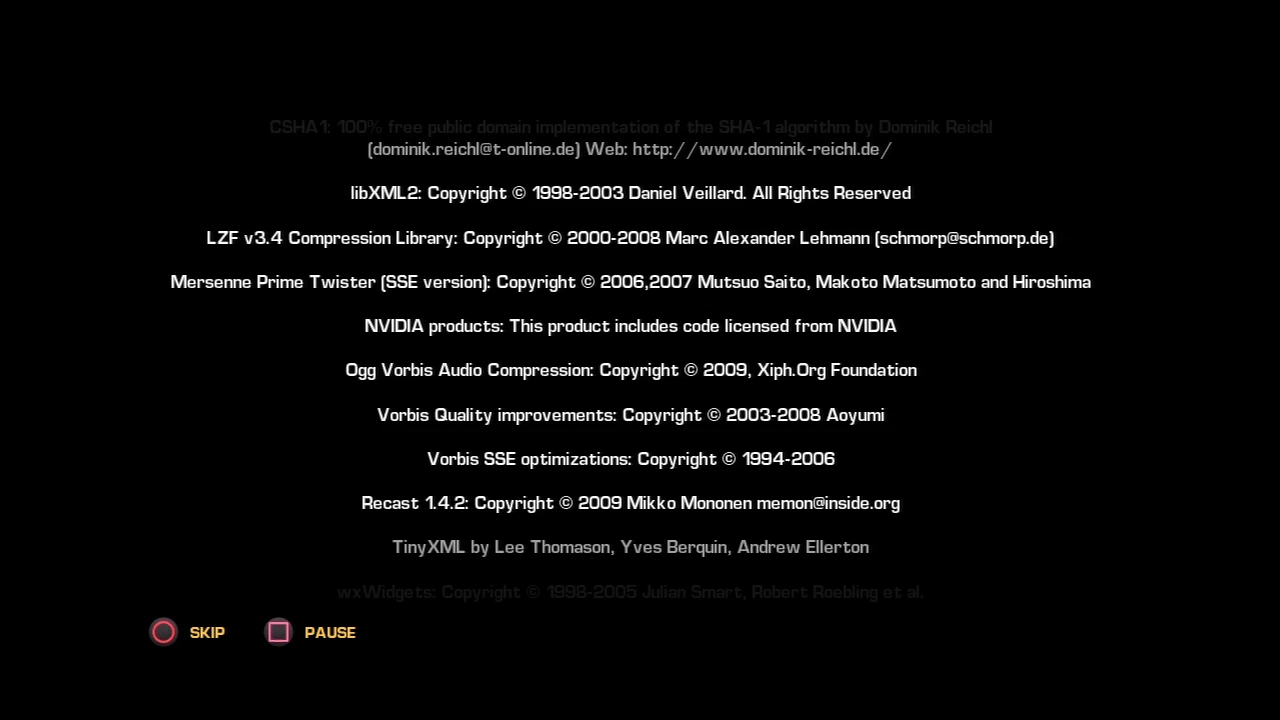 CSHA1: 100% free public domain implementation of the SHA-1 algorithm by Dominik Reichl
(dominik.reichl@t-online.de) Web: http://www.dominik-reichl.de/
libXML2: Copyright © 1998-2003 Daniel Veillard. All Rights Reserved
LZF v3.4 Compression Library: Copyright © 2000-2008 Marc Alexander Lehmann (schmorp@schmorp.de)
Mersenne Prime Twister (SSE version): Copyright © 2006,2007 Mutsuo Saito, Makoto Matsumoto and Hiroshima
NVIDIA products: This product includes code licensed from NVIDIA
Ogg Vorbis Audio Compression: Copyright © 2009, Xiph.Org Foundation
Vorbis Quality improvements: Copyright © 2003-2008 Aoyumi
Vorbis SSE optimizations: Copyright © 1994-2006
Recast 1.4.2: Copyright © 2009 Mikko Mononen memon@inside.org
TinyXML by Lee Thomason, Yves Berquin, Andrew Ellerton
wxWidgets: Copyright © 1998-2005 Julian Smart, Robert Roebling et al.
SKIP PAUSE